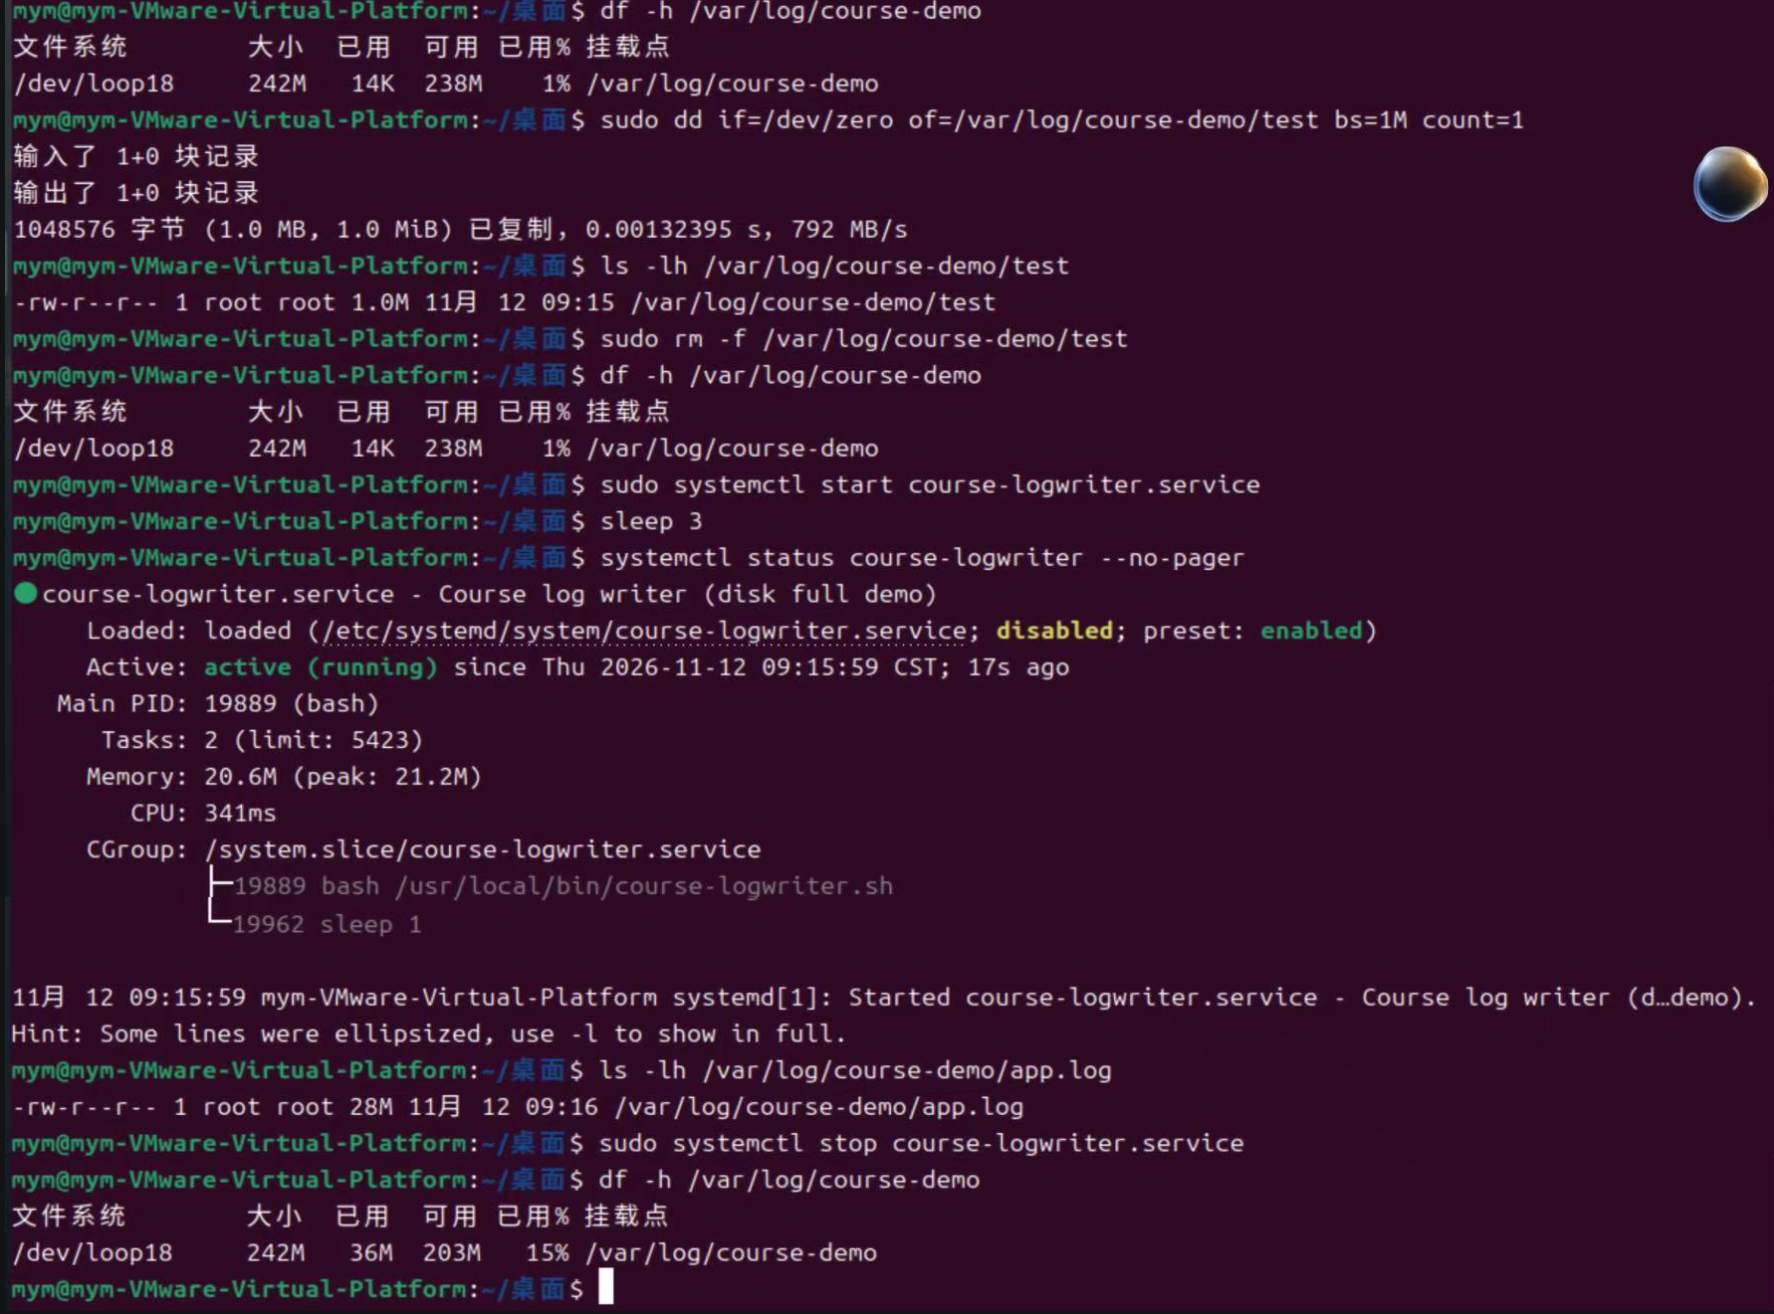 mym@mym-VMware-Virtual-Platform:~/桌面$ df -h /var/log/course-demo
文件系统        大小  已用  可用 已用% 挂载点
/dev/loop18     242M   14K  238M    1% /var/log/course-demo
mym@mym-VMware-Virtual-Platform:~/桌面$ sudo dd if=/dev/zero of=/var/log/course-demo/test bs=1M count=1
输入了 1+0 块记录
输出了 1+0 块记录
1048576 字节 (1.0 MB, 1.0 MiB) 已复制，0.00132395 s，792 MB/s
mym@mym-VMware-Virtual-Platform:~/桌面$ ls -lh /var/log/course-demo/test
-rw-r--r-- 1 root root 1.0M 11月 12 09:15 /var/log/course-demo/test
mym@mym-VMware-Virtual-Platform:~/桌面$ sudo rm -f /var/log/course-demo/test
mym@mym-VMware-Virtual-Platform:~/桌面$ df -h /var/log/course-demo
文件系统        大小  已用  可用 已用% 挂载点
/dev/loop18     242M   14K  238M    1% /var/log/course-demo
mym@mym-VMware-Virtual-Platform:~/桌面$ sudo systemctl start course-logwriter.service
mym@mym-VMware-Virtual-Platform:~/桌面$ sleep 3
mym@mym-VMware-Virtual-Platform:~/桌面$ systemctl status course-logwriter --no-pager
● course-logwriter.service - Course log writer (disk full demo)
     Loaded: loaded (/etc/systemd/system/course-logwriter.service; disabled; preset: enabled)
     Active: active (running) since Thu 2026-11-12 09:15:59 CST; 17s ago
   Main PID: 19889 (bash)
      Tasks: 2 (limit: 5423)
     Memory: 20.6M (peak: 21.2M)
        CPU: 341ms
     CGroup: /system.slice/course-logwriter.service
             ├─19889 bash /usr/local/bin/course-logwriter.sh
             └─19962 sleep 1
11月 12 09:15:59 mym-VMware-Virtual-Platform systemd[1]: Started course-logwriter.service - Course log writer (d…demo).
Hint: Some lines were ellipsized, use -l to show in full.
mym@mym-VMware-Virtual-Platform:~/桌面$ ls -lh /var/log/course-demo/app.log
-rw-r--r-- 1 root root 28M 11月 12 09:16 /var/log/course-demo/app.log
mym@mym-VMware-Virtual-Platform:~/桌面$ sudo systemctl stop course-logwriter.service
mym@mym-VMware-Virtual-Platform:~/桌面$ df -h /var/log/course-demo
文件系统        大小  已用  可用 已用% 挂载点
/dev/loop18     242M   36M  203M   15% /var/log/course-demo
mym@mym-VMware-Virtual-Platform:~/桌面$